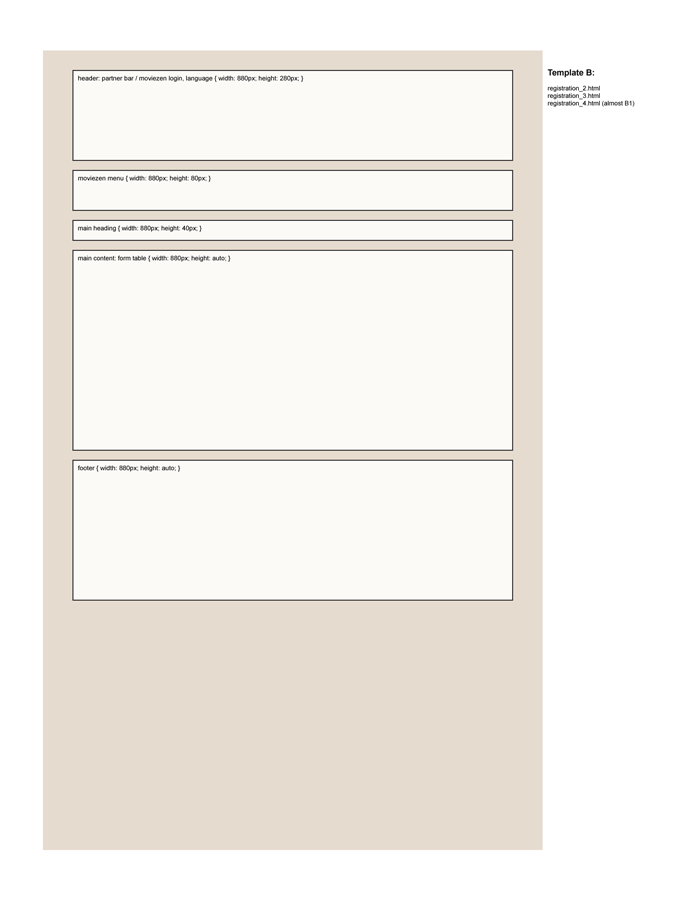 header: partner bar / moviezen login, language { width: 880px; height: 280px; }
moviezen menu { width: 880px; height: 80px; }
main heading { width: 880px; height: 40px; }
main content: form table { width: 880px; height: auto; }
footer { width: 880px; height: auto; }
Template B:
registration_2.html
registration_3.html
registration_4.html (almost B1)